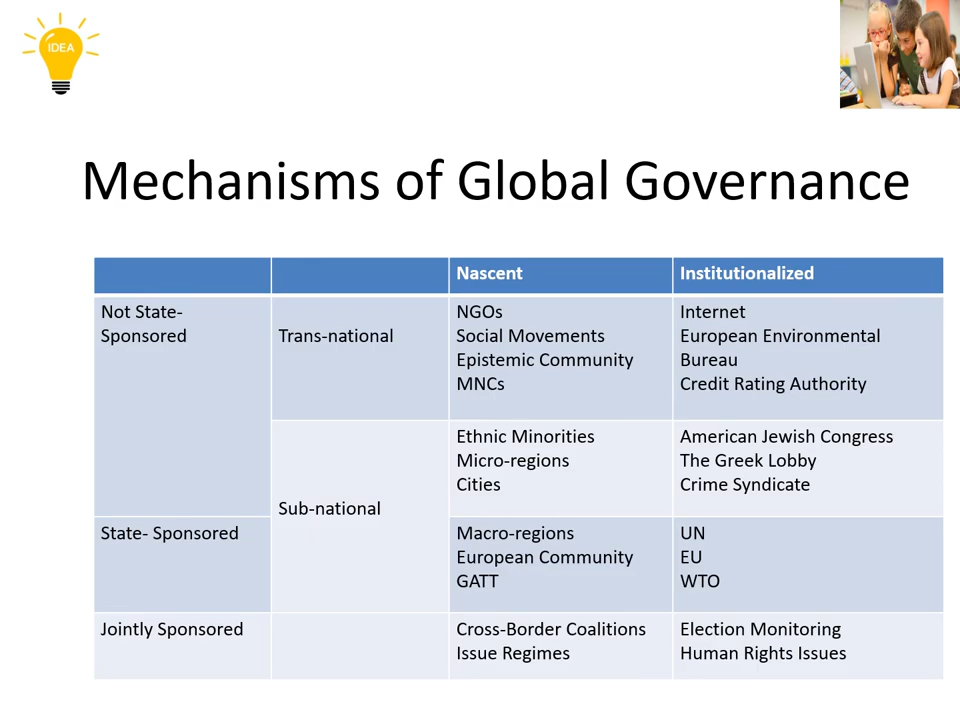 IDEA
Mechanisms of Global Governance
Nascent
Institutionalized
Not State-
Sponsored
Trans-national
NGOs
Social Movements
Epistemic Community
MNCs
Internet
European Environmental
Bureau
Credit Rating Authority
Sub-national
Ethnic Minorities
Micro-regions
Cities
American Jewish Congress
The Greek Lobby
Crime Syndicate
State- Sponsored
Macro-regions
European Community
GATT
UN
EU
WTO
Jointly Sponsored
Cross-Border Coalitions
Issue Regimes
Election Monitoring
Human Rights Issues